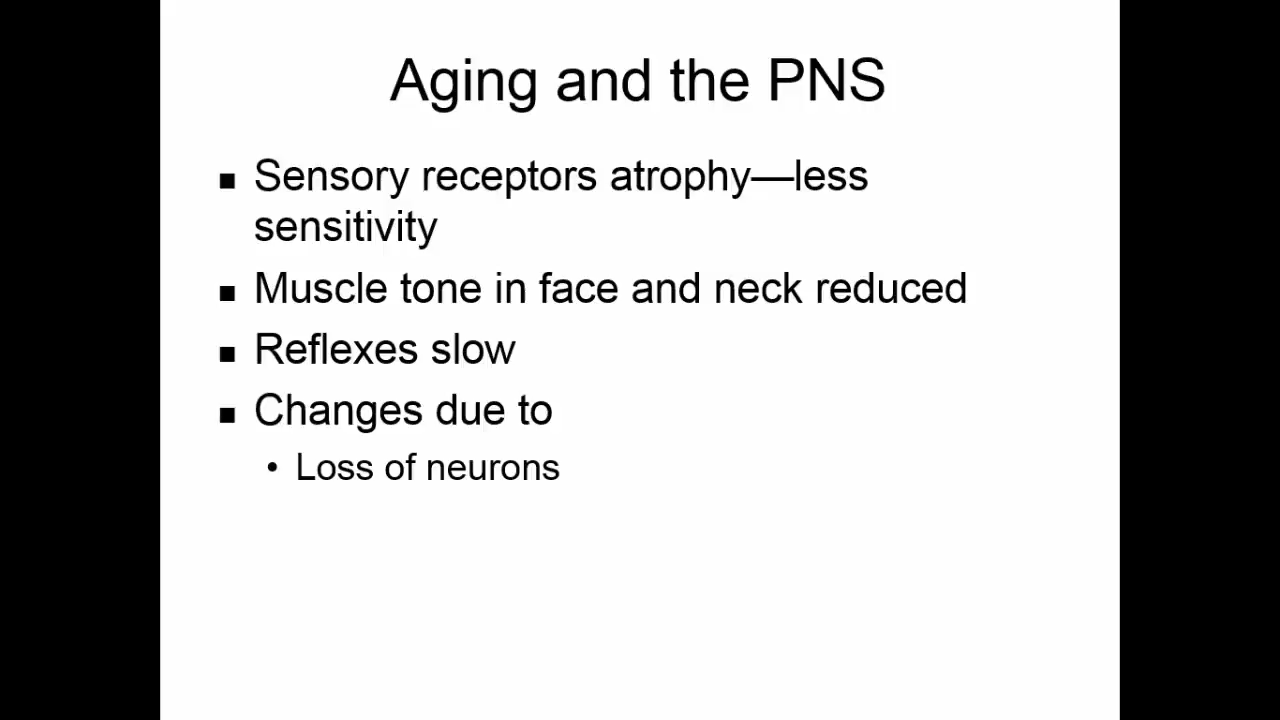 Aging and the PNS
■ Sensory receptors atrophy—less
sensitivity
■ Muscle tone in face and neck reduced
■ Reflexes slow
■ Changes due to
• Loss of neurons